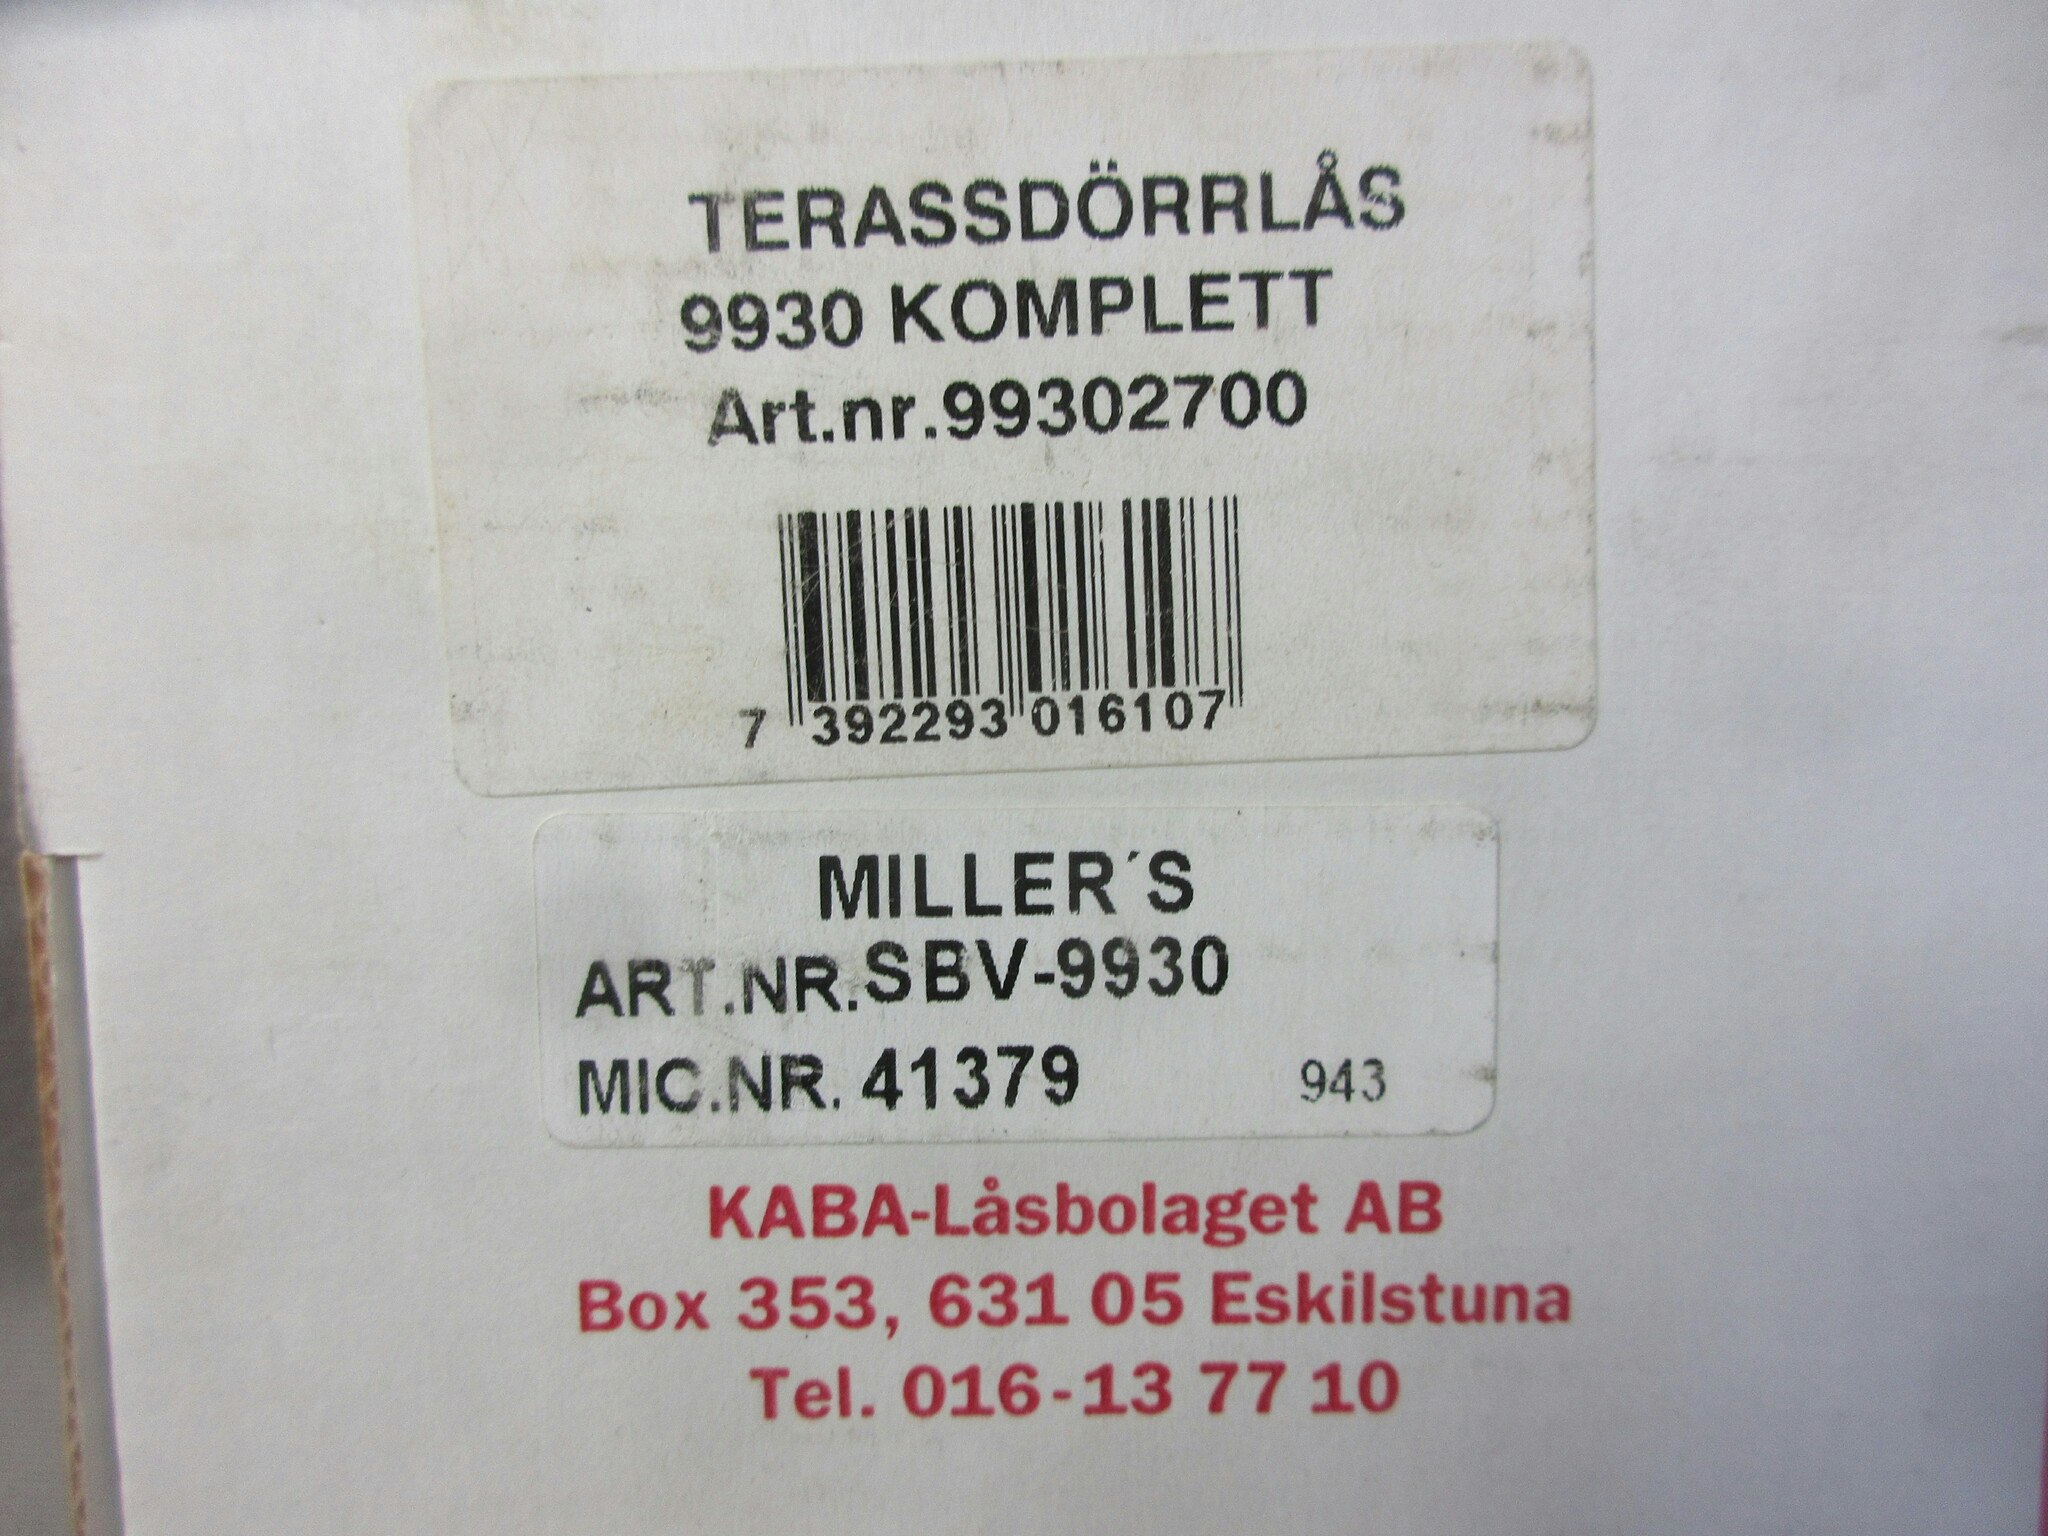 TERASSDÖRRLÅS
9930 KOMPLETT
Art.nr.99302700
7 392293 016107
MILLER´S
ART.NR.SBV-9930
MIC.NR. 41379 943
KABA-Låsbolaget AB
Box 353, 631 05 Eskilstuna
Tel. 016-13 77 10